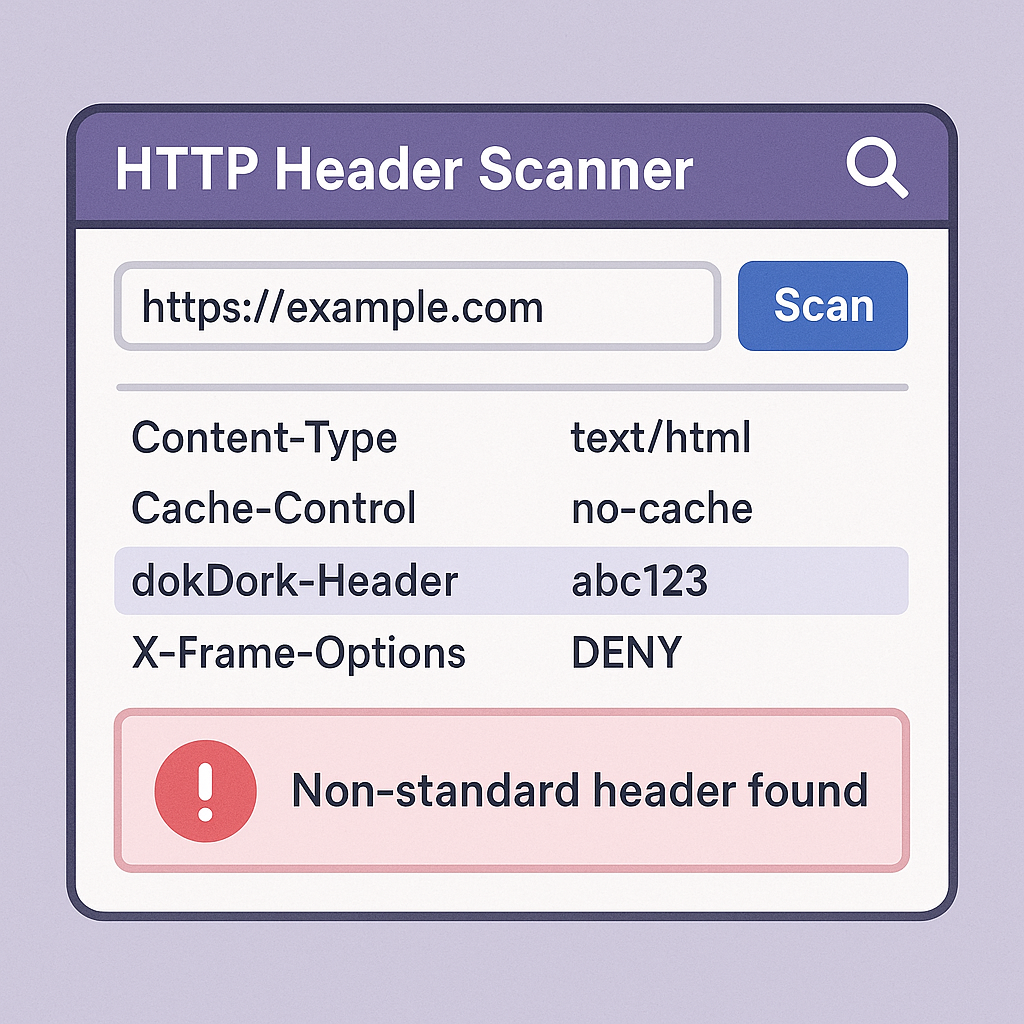 HTTP Header Scanner
https://example.com Scan
Content-Type text/html
Cache-Control no-cache
dokDork-Header abc123
X-Frame-Options DENY
Non-standard header found